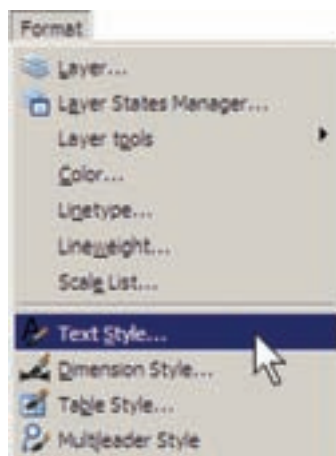 Format
Layer...
Layer States Manager...
Layer tools
Color...
Linetype...
Lineweight...
Scale List...
Text Style...
Dimension Style...
Table Style...
Multileader Style